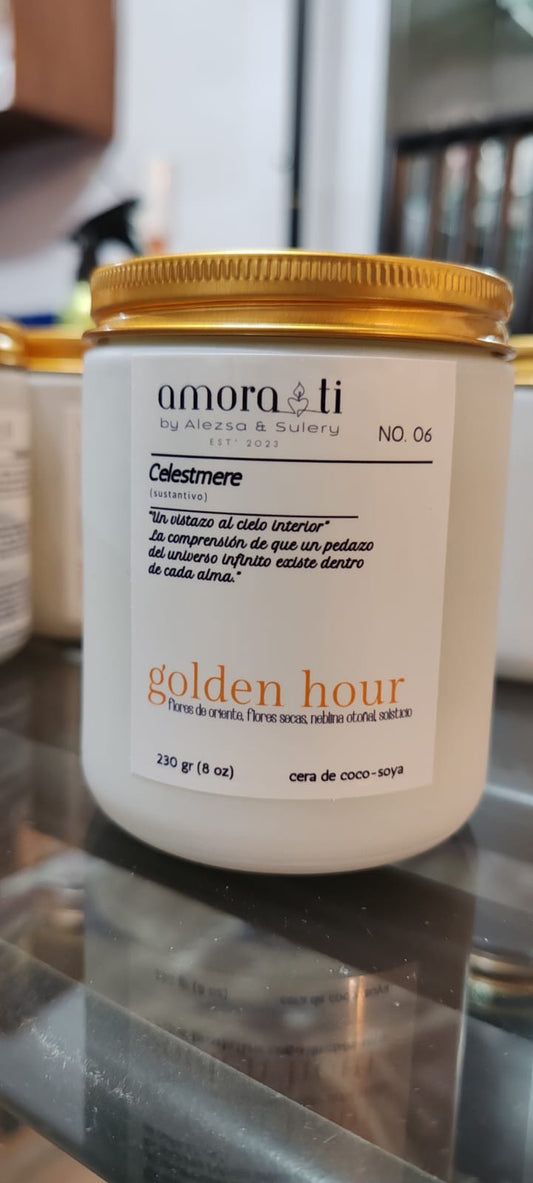 amora ti
by Alezsa & Sulery
EST' 2023
NO. 06
Celestmere
(sustantivo)
"Un vistazo al cielo interior"
La comprensión de que un pedazo
del universo infinito existe dentro
de cada alma."
golden hour
flores de oriente, flores secas, neblina otoñal, solsticio
230 gr (8 oz)
cera de coco-soya